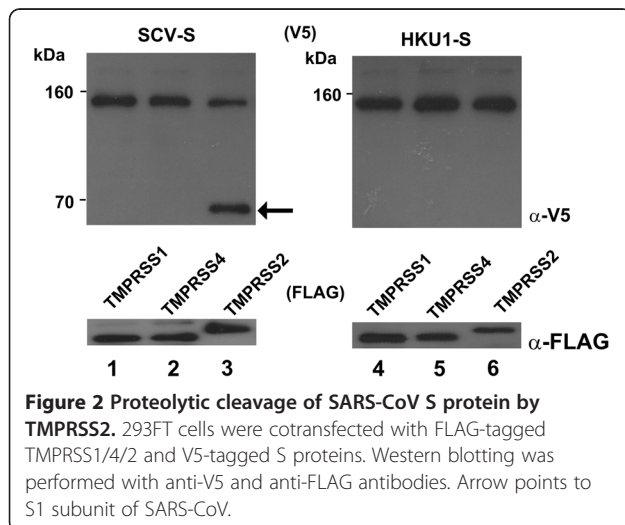 SCV-S (V5) HKU1-S
kDa kDa
160 160
70
α-V5
TMPRSS1 TMPRSS4 TMPRSS2 (FLAG) TMPRSS1 TMPRSS4 TMPRSS2
α-FLAG
1 2 3 4 5 6
Figure 2 Proteolytic cleavage of SARS-CoV S protein by
TMPRSS2. 293FT cells were cotransfected with FLAG-tagged
TMPRSS1/4/2 and V5-tagged S proteins. Western blotting was
performed with anti-V5 and anti-FLAG antibodies. Arrow points to
S1 subunit of SARS-CoV.